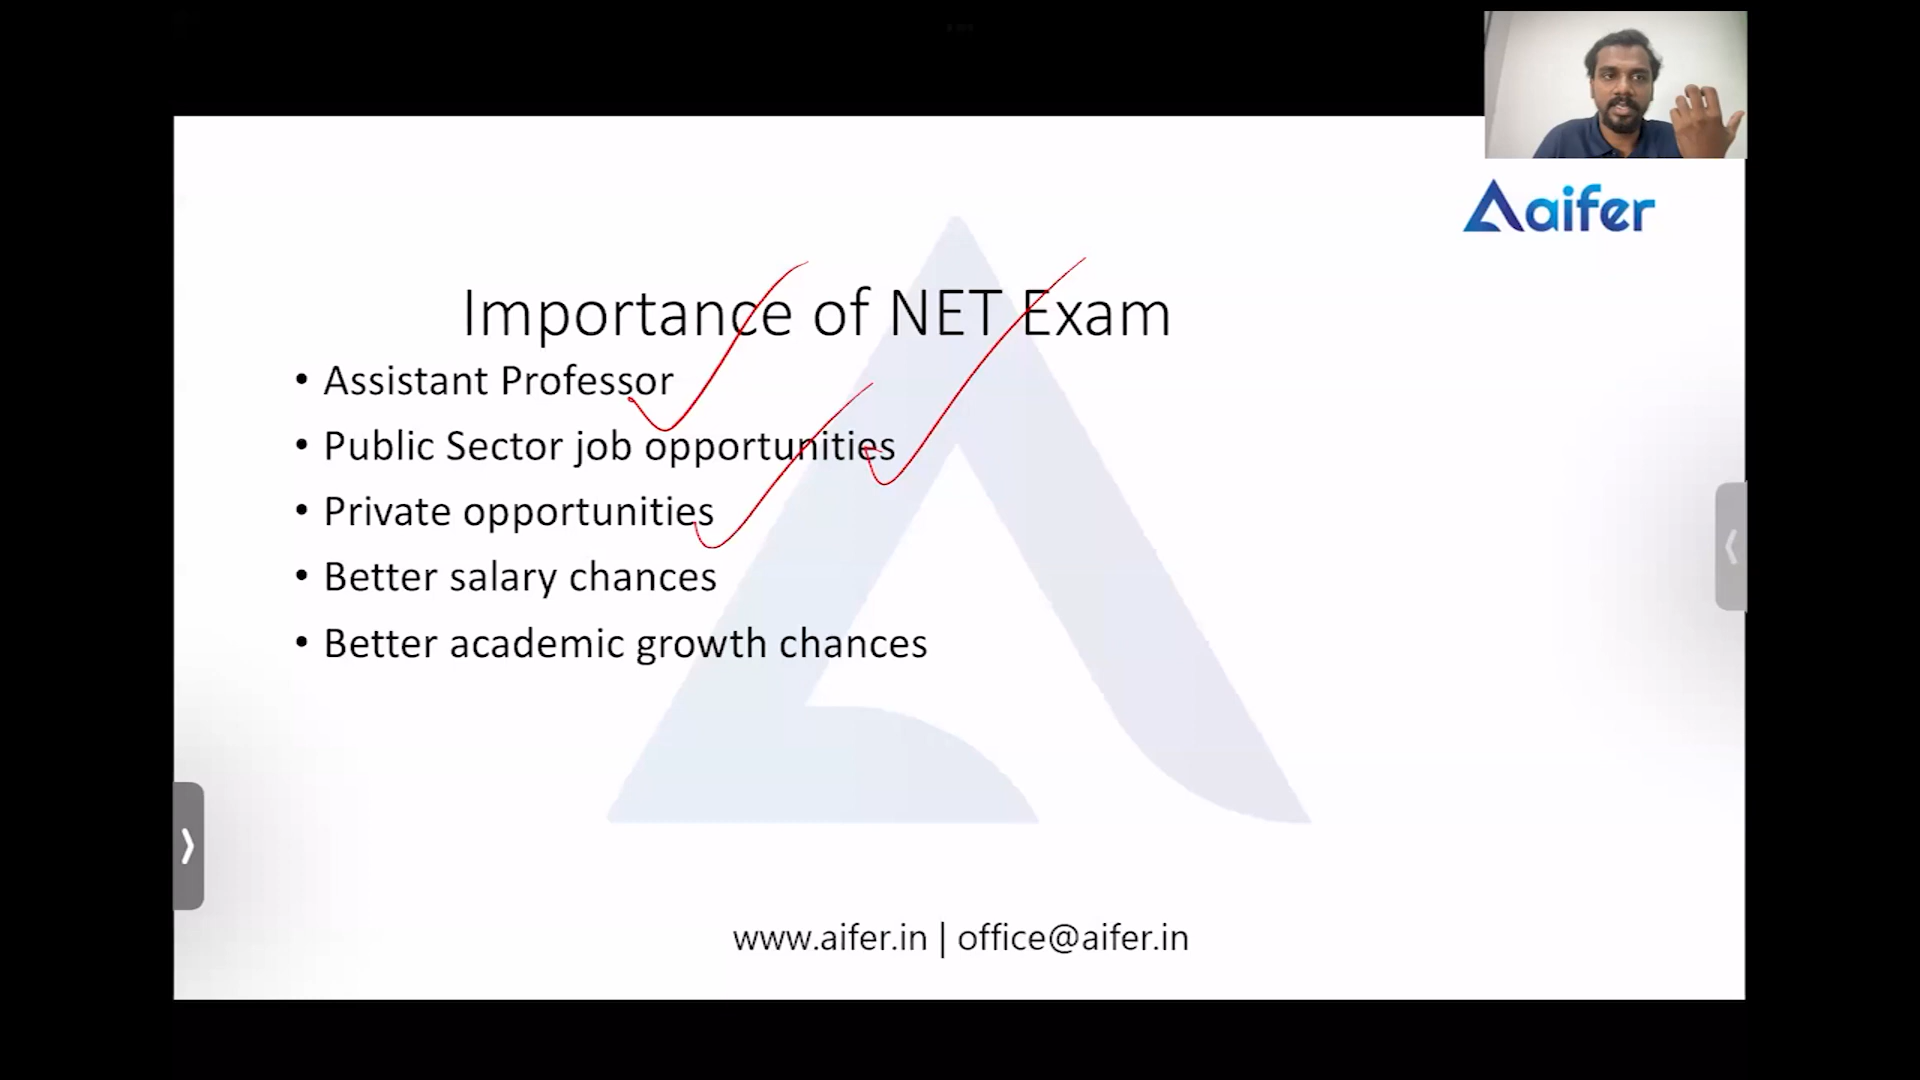 aifer
Importance of NET Exam
• Assistant Professor
• Public Sector job opportunities
• Private opportunities
• Better salary chances
• Better academic growth chances
www.aifer.in | office@aifer.in